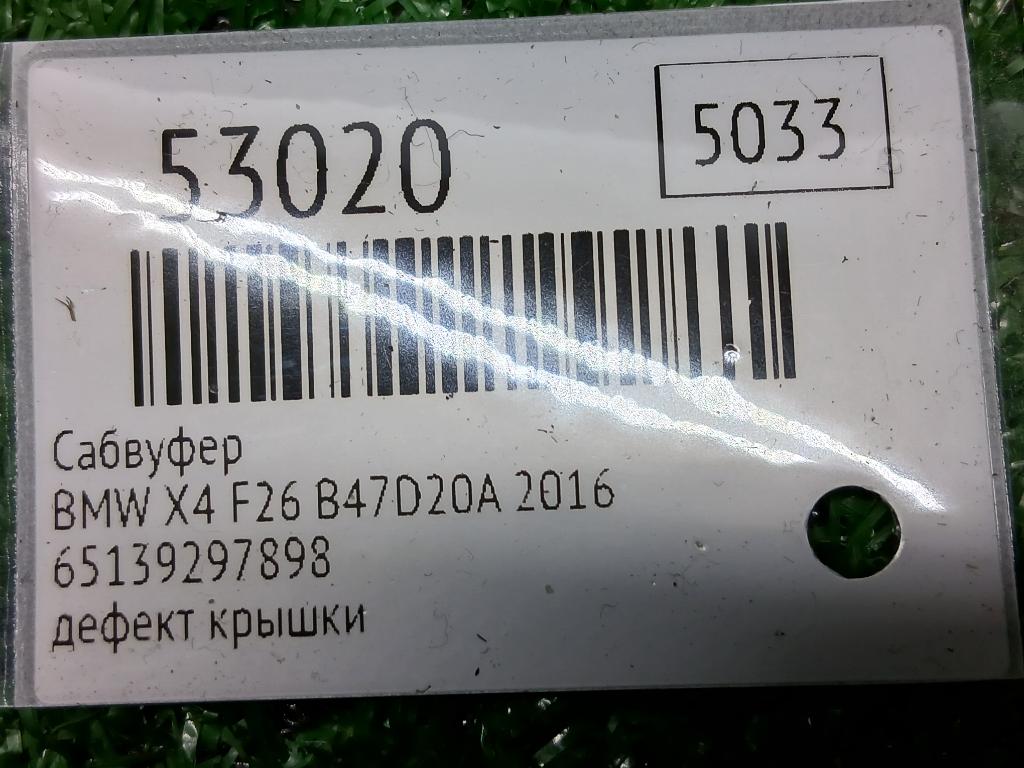 53020
5033
Сабвуфер
BMW X4 F26 B47D20A 2016
65139297898
дефект крышки